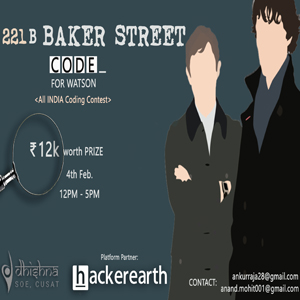 221B BAKER STREET
CODE_
FOR WATSON
<All INDIA Coding Contest>
₹ 12k worth PRIZE
4th Feb.
12PM - 5PM
dhishna
SOE, CUSAT
Platform Partner:
hackerearth
CONTACT:
ankurraja28@gmail.com
anand.mohit001@gmail.com